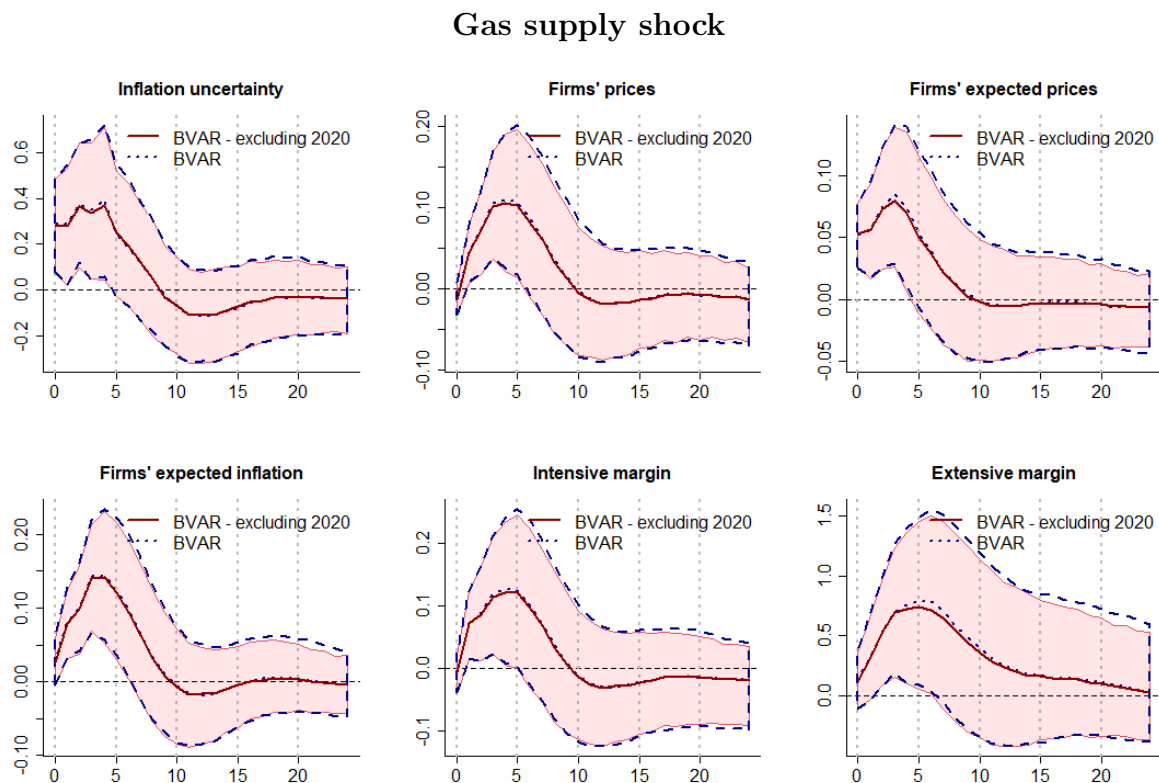 Gas supply shock
Inflation uncertainty
BVAR - excluding 2020
BVAR
-0.2 0.0 0.2 0.4 0.6
0 5 10 15 20
Firms' prices
BVAR - excluding 2020
BVAR
-0.10 0.00 0.10 0.20
0 5 10 15 20
Firms' expected prices
BVAR - excluding 2020
BVAR
-0.05 0.00 0.05 0.10
0 5 10 15 20
Firms' expected inflation
BVAR - excluding 2020
BVAR
-0.10 0.00 0.10 0.20
0 5 10 15 20
Intensive margin
BVAR - excluding 2020
BVAR
-0.1 0.0 0.1 0.2
0 5 10 15 20
Extensive margin
BVAR - excluding 2020
BVAR
0.0 0.5 1.0 1.5
0 5 10 15 20